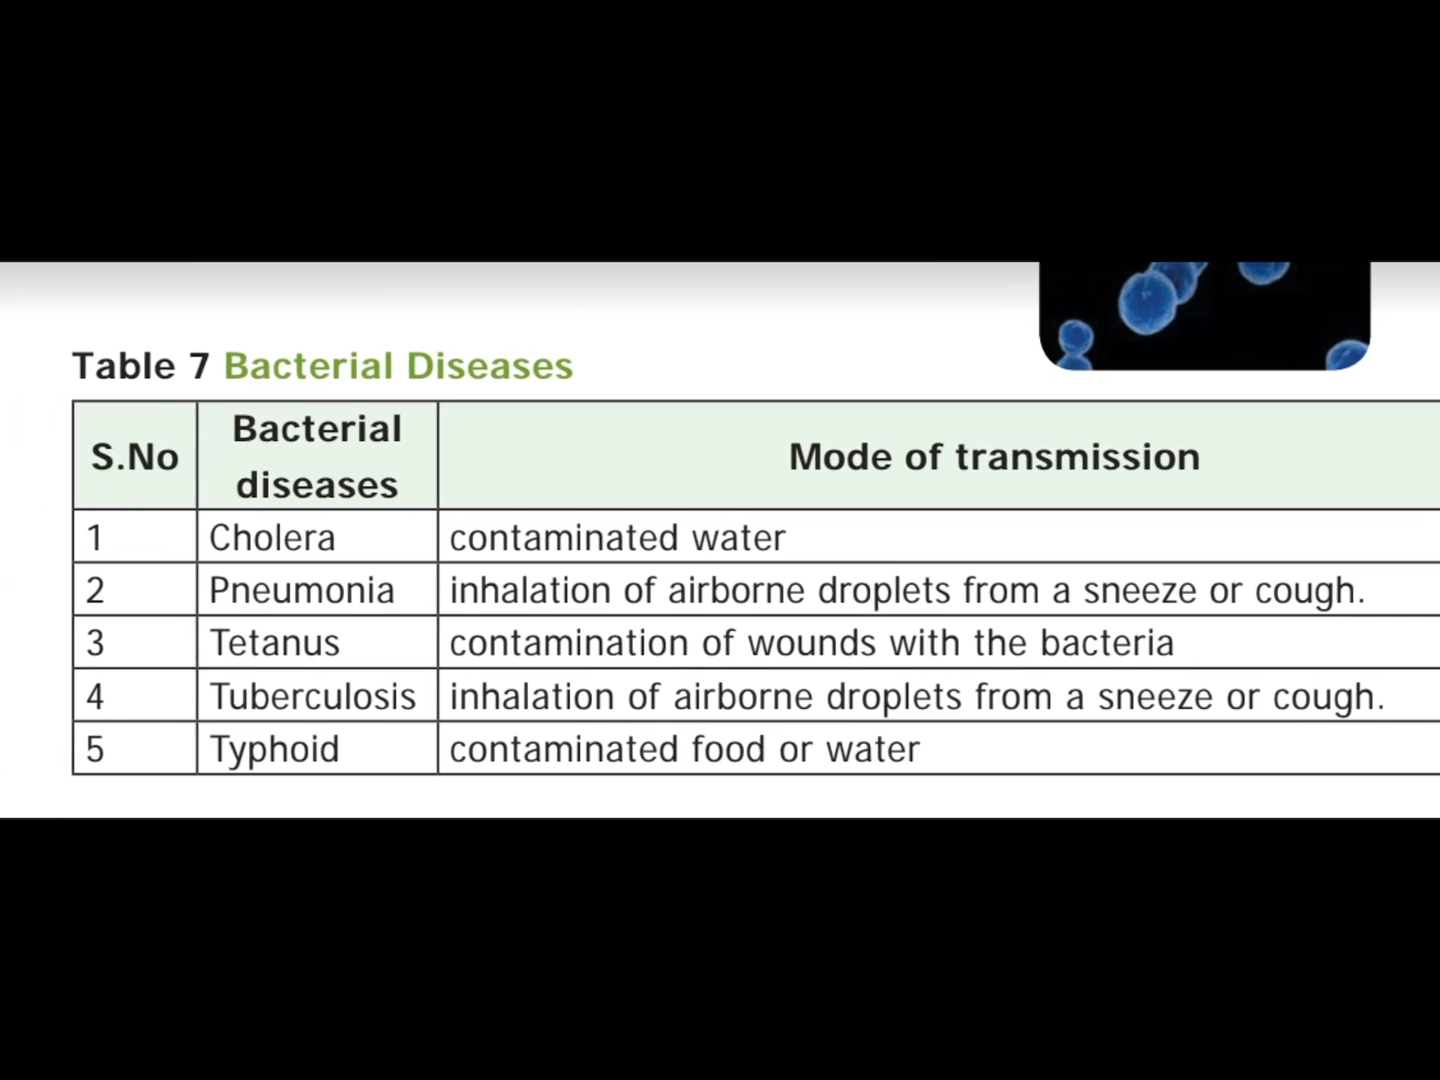 Table 7 Bacterial Diseases
S.No Bacterial diseases Mode of transmission
1 Cholera contaminated water
2 Pneumonia inhalation of airborne droplets from a sneeze or cough.
3 Tetanus contamination of wounds with the bacteria
4 Tuberculosis inhalation of airborne droplets from a sneeze or cough.
5 Typhoid contaminated food or water